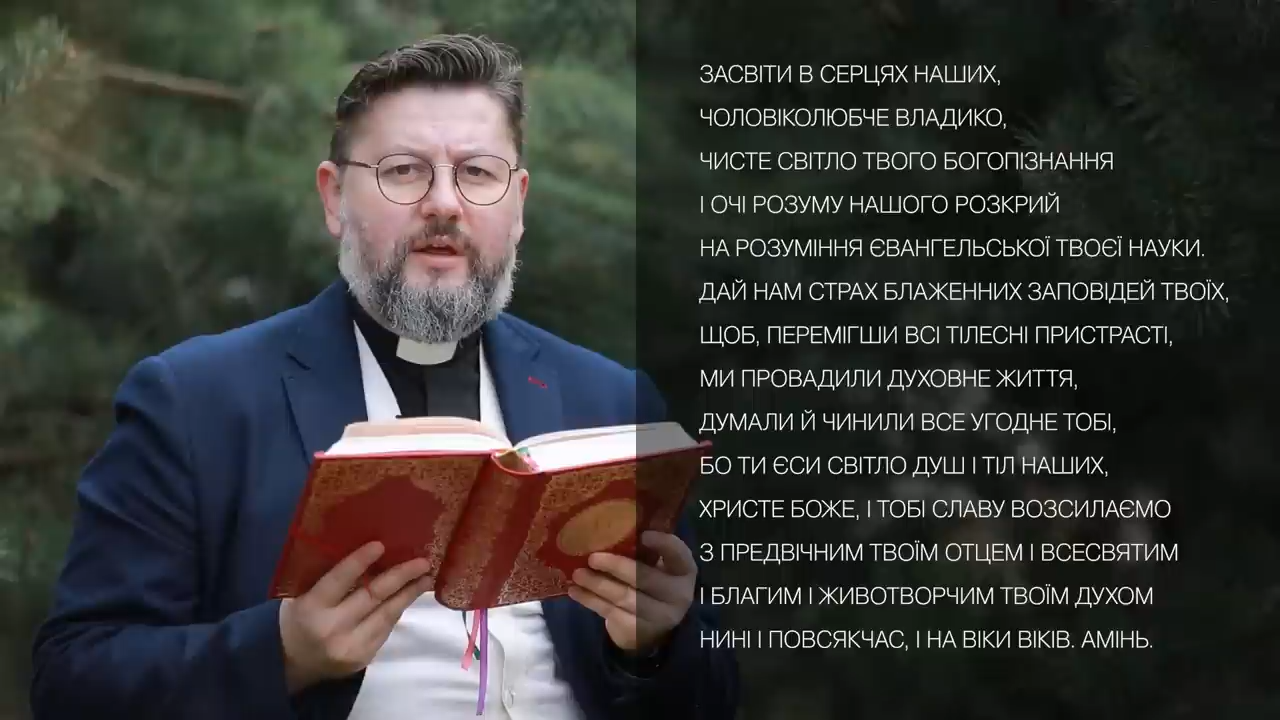 ЗАСВІТИ В СЕРЦЯХ НАШИХ,
ЧОЛОВІКОЛЮБЧЕ ВЛАДИКО,
ЧИСТЕ СВІТЛО ТВОГО БОГОПІЗНАННЯ
І ОЧІ РОЗУМУ НАШОГО РОЗКРИЙ
НА РОЗУМІННЯ ЄВАНГЕЛЬСЬКОЇ ТВОЄЇ НАУКИ.
ДАЙ НАМ СТРАХ БЛАЖЕННИХ ЗАПОВІДЕЙ ТВОЇХ,
ЩОБ, ПЕРЕМІГШИ ВСІ ТІЛЕСНІ ПРИСТРАСТІ,
МИ ПРОВАДИЛИ ДУХОВНЕ ЖИТТЯ,
ДУМАЛИ Й ЧИНИЛИ ВСЕ УГОДНЕ ТОБІ,
БО ТИ ЄСИ СВІТЛО ДУШ І ТІЛ НАШИХ,
ХРИСТЕ БОЖЕ, І ТОБІ СЛАВУ ВОЗСИЛАЄМО
З ПРЕДВІЧНИМ ТВОЇМ ОТЦЕМ І ВСЕСВЯТИМ
І БЛАГИМ І ЖИВОТВОРЧИМ ТВОЇМ ДУХОМ
НИНІ І ПОВСЯКЧАС, І НА ВІКИ ВІКІВ. АМІНЬ.